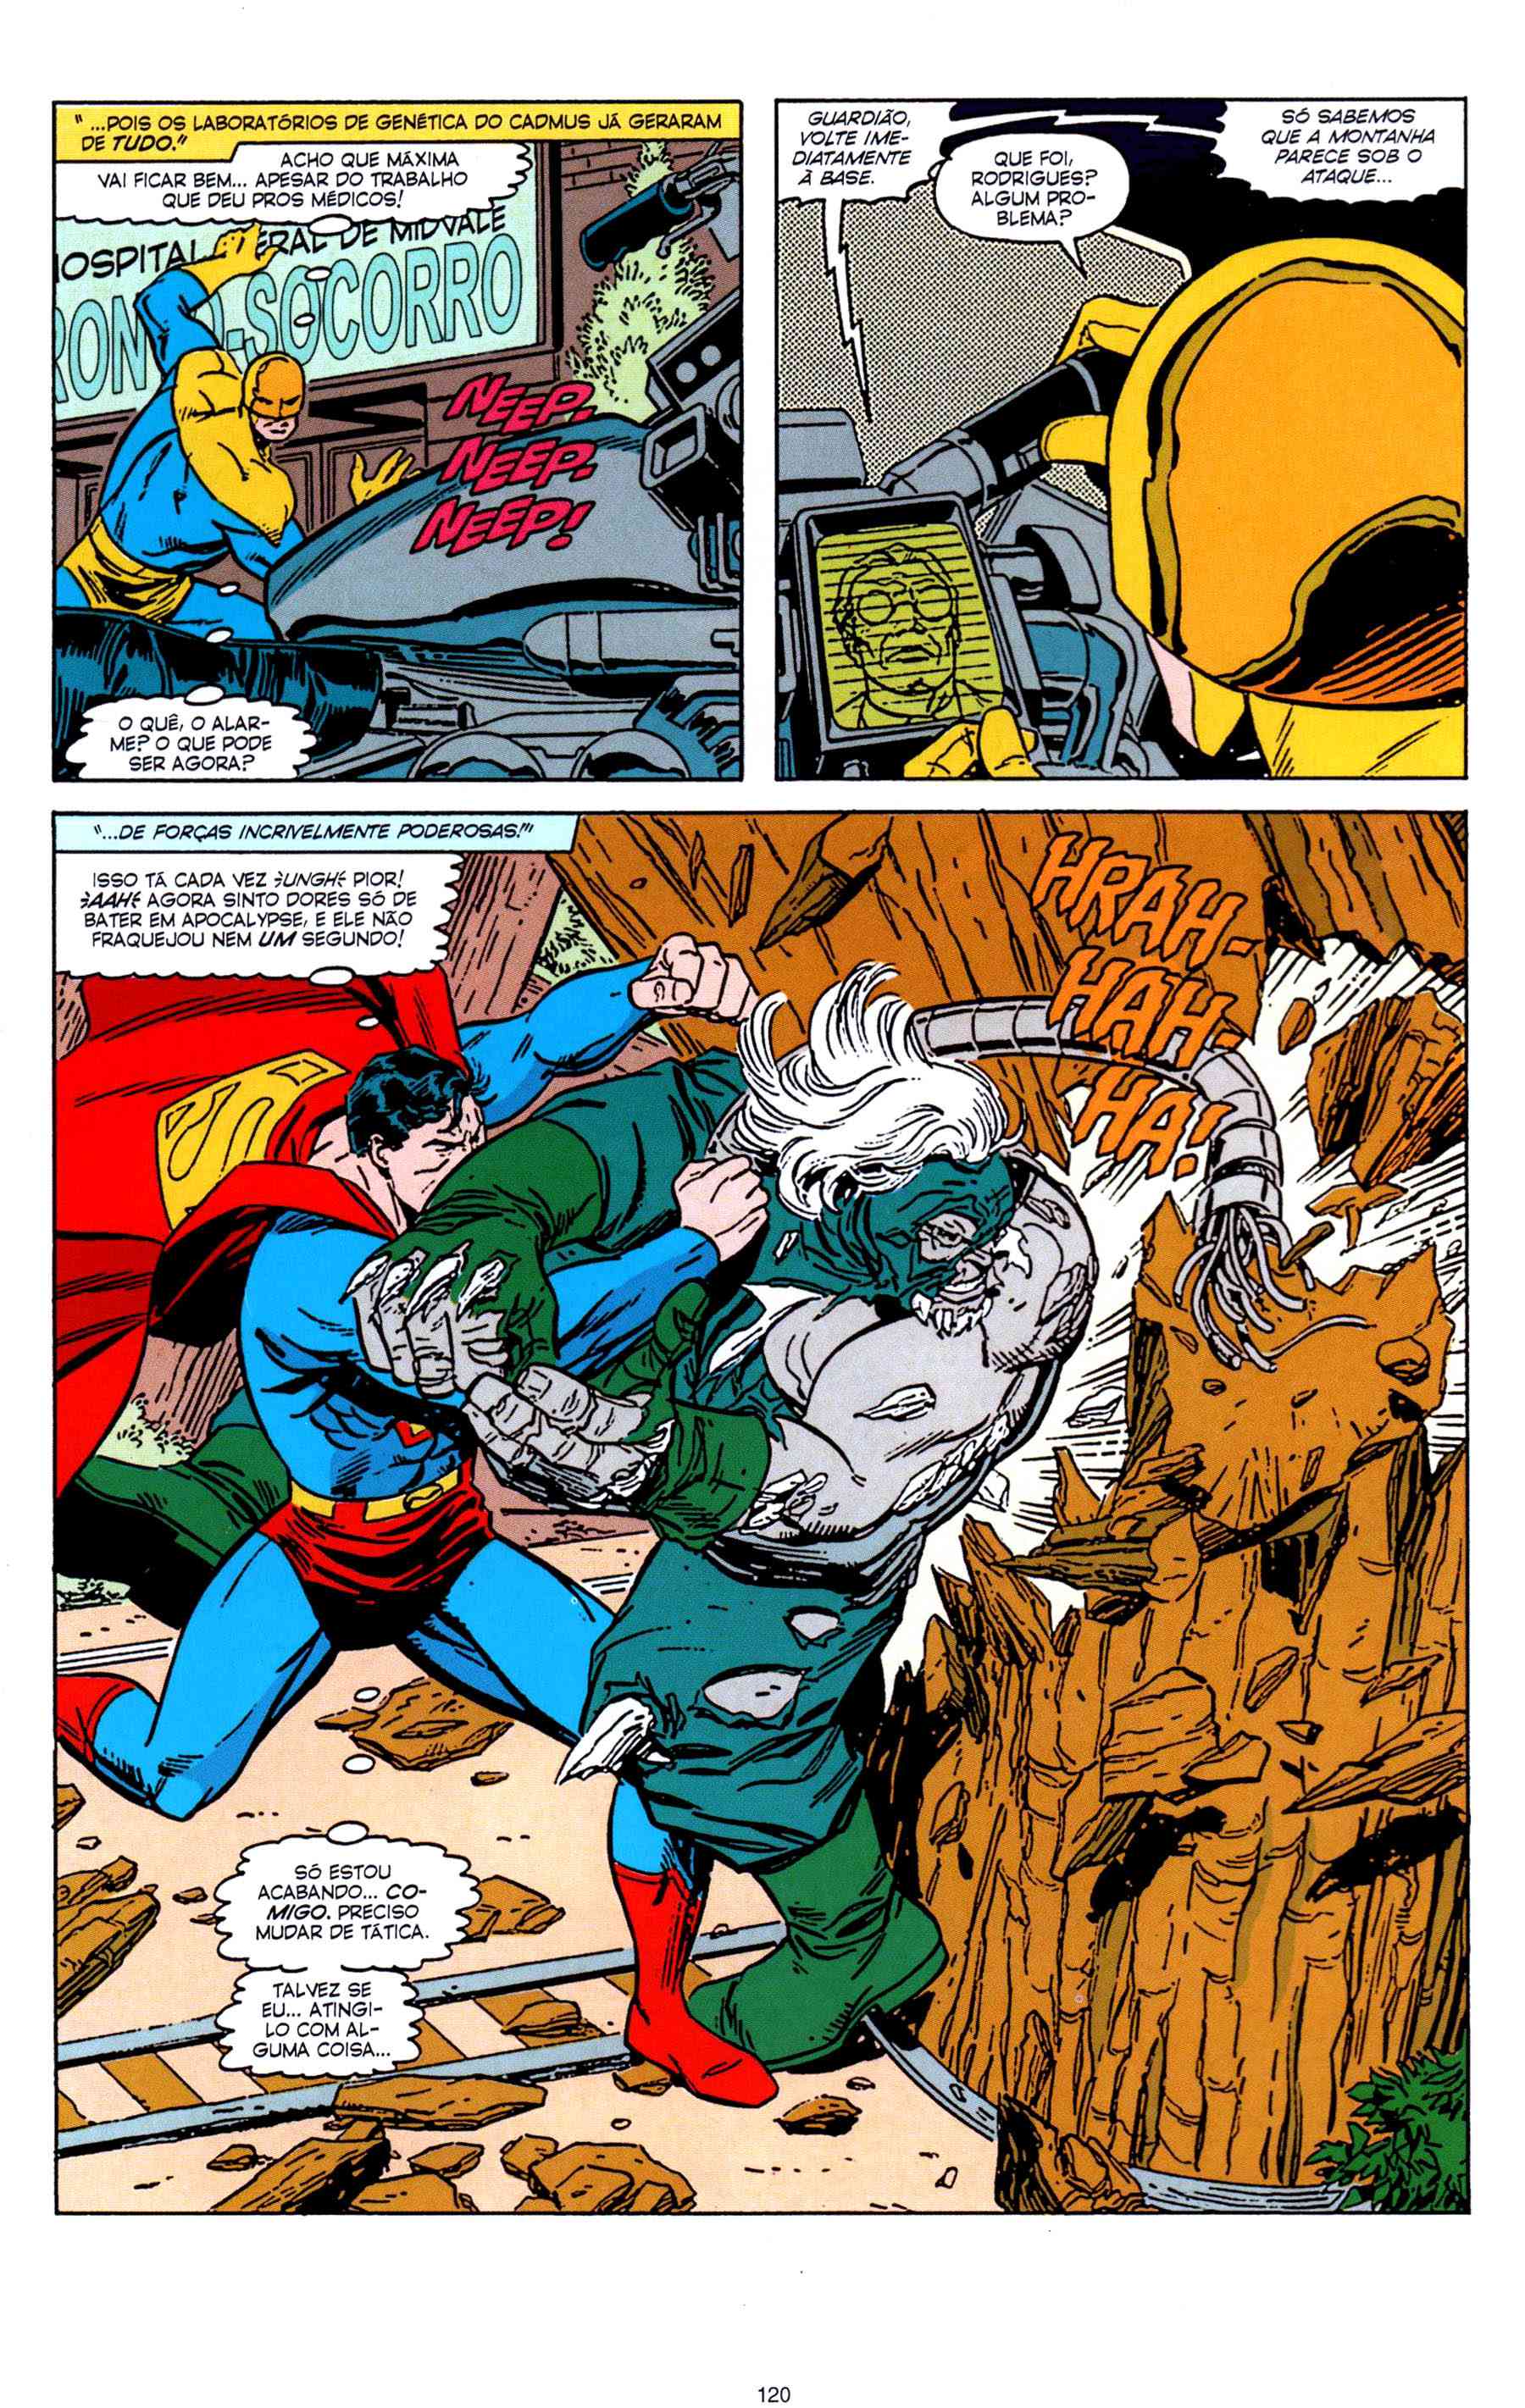 "...POIS OS LABORATÓRIOS DE GENÉTICA DO CADMUS JÁ GERARAM
DE TUDO."
ACHO QUE MÁXIMA
VAI FICAR BEM... APESAR DO TRABALHO
QUE DEU PROS MÉDICOS!
HOSPITAL GERAL DE MIDVALE
PRONTO-SOCORRO
NEEP.
NEEP.
NEEP!
O QUÊ, O ALAR-
ME? O QUE PODE
SER AGORA?
GUARDIÃO,
VOLTE IME-
DIATAMENTE
À BASE.
QUE FOI,
RODRIGUES?
ALGUM PRO-
BLEMA?
SÓ SABEMOS
QUE A MONTANHA
PARECE SOB O
ATAQUE...
"...DE FORÇAS INCRIVELMENTE PODEROSAS!"
ISSO TÁ CADA VEZ UNGH PIOR!
AAH AGORA SINTO DORES SÓ DE
BATER EM APOCALYPSE, E ELE NÃO
FRAQUEJOU NEM UM SEGUNDO!
HRAH-
HAH-
HA!
SÓ ESTOU
ACABANDO... CO-
MIGO. PRECISO
MUDAR DE TÁTICA.
TALVEZ SE
EU... ATINGI-
LO COM AL-
GUMA COISA...
120